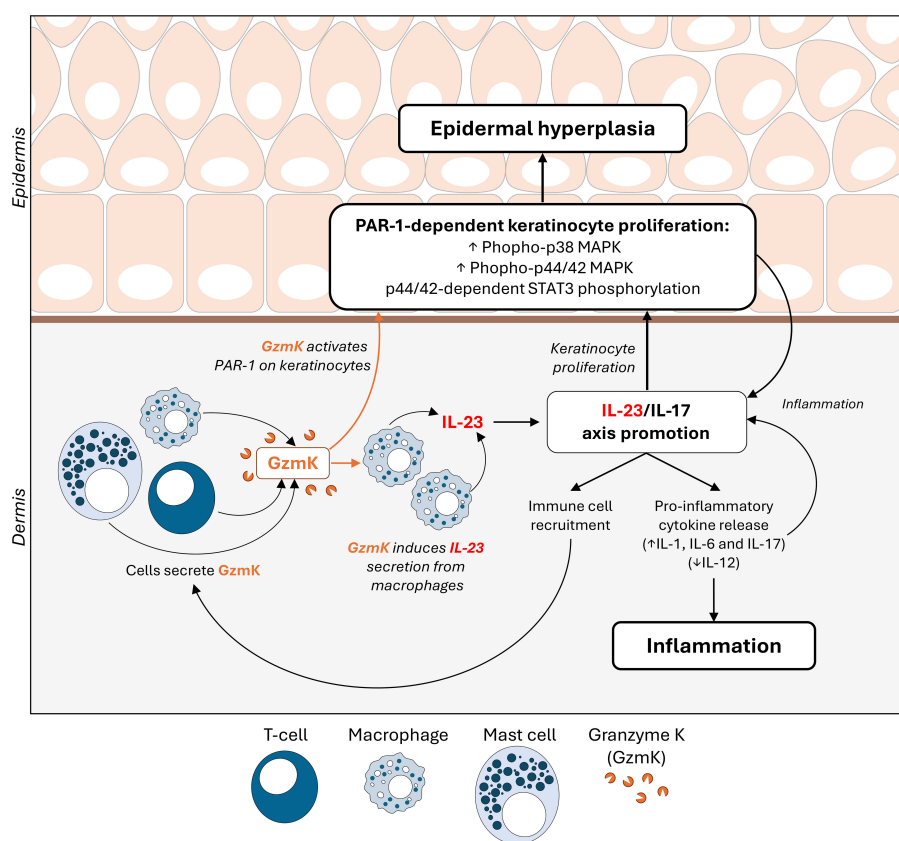 Epidermis
Epidermal hyperplasia
PAR-1-dependent keratinocyte proliferation:
↑ Phopho-p38 MAPK
↑ Phopho-p44/42 MAPK
p44/42-dependent STAT3 phosphorylation
GzmK activates
PAR-1 on keratinocytes
Keratinocyte
proliferation
Dermis
GzmK
IL-23
IL-23/IL-17
axis promotion
Inflammation
Cells secrete GzmK
GzmK induces IL-23
secretion from
macrophages
Immune cell
recruitment
Pro-inflammatory
cytokine release
(↑IL-1, IL-6 and IL-17)
(↓IL-12)
Inflammation
T-cell
Macrophage
Mast cell
Granzyme K
(GzmK)